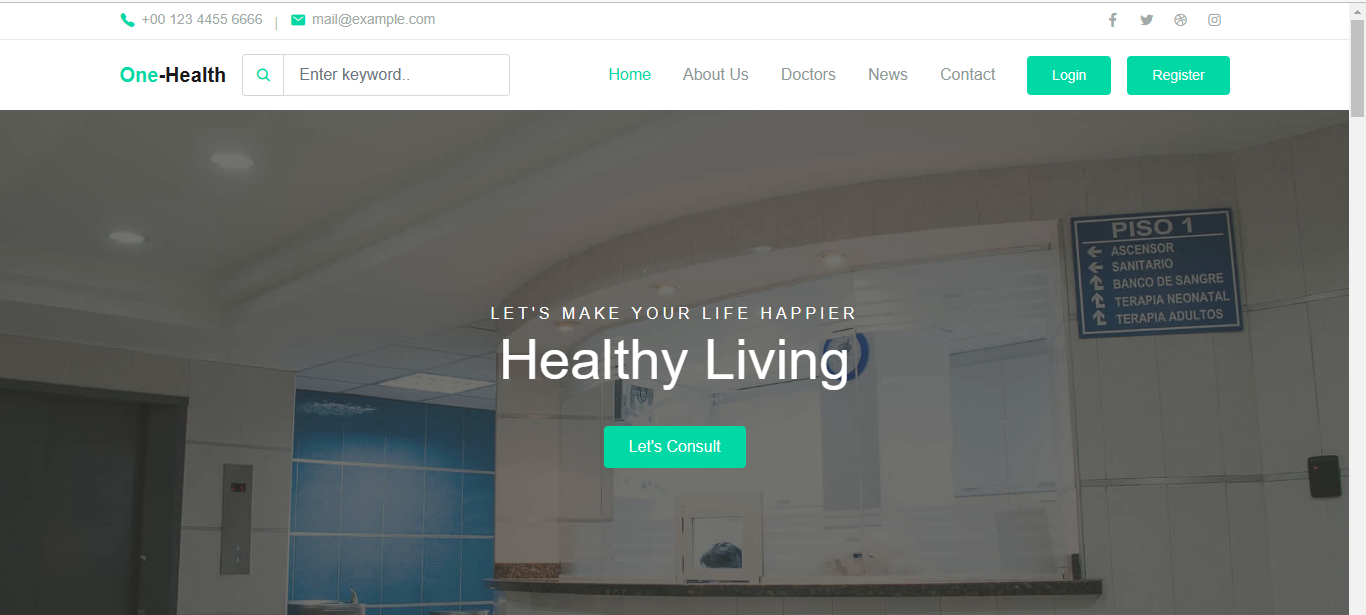 +00 123 4455 6666 | mail@example.com
One-Health
Enter keyword..
Home About Us Doctors News Contact Login Register
PISO 1
ASCENSOR
SANITARIO
BANCO DE SANGRE
TERAPIA NEONATAL
TERAPIA ADULTOS
LET'S MAKE YOUR LIFE HAPPIER
Healthy Living
Let's Consult